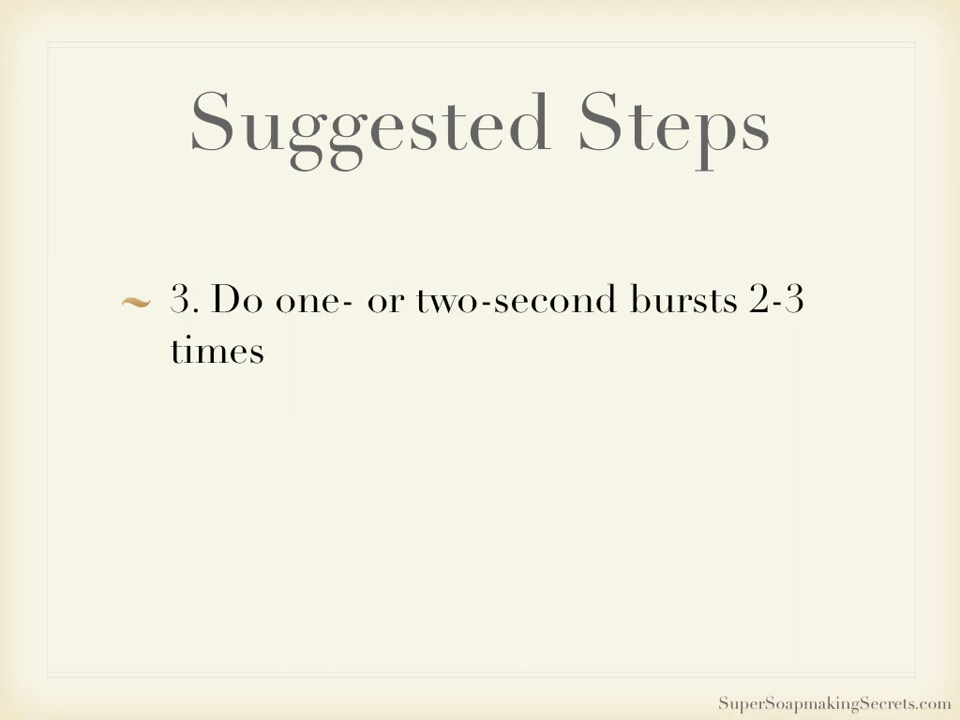 Suggested Steps
3. Do one- or two-second bursts 2-3
times
SuperSoapmakingSecrets.com